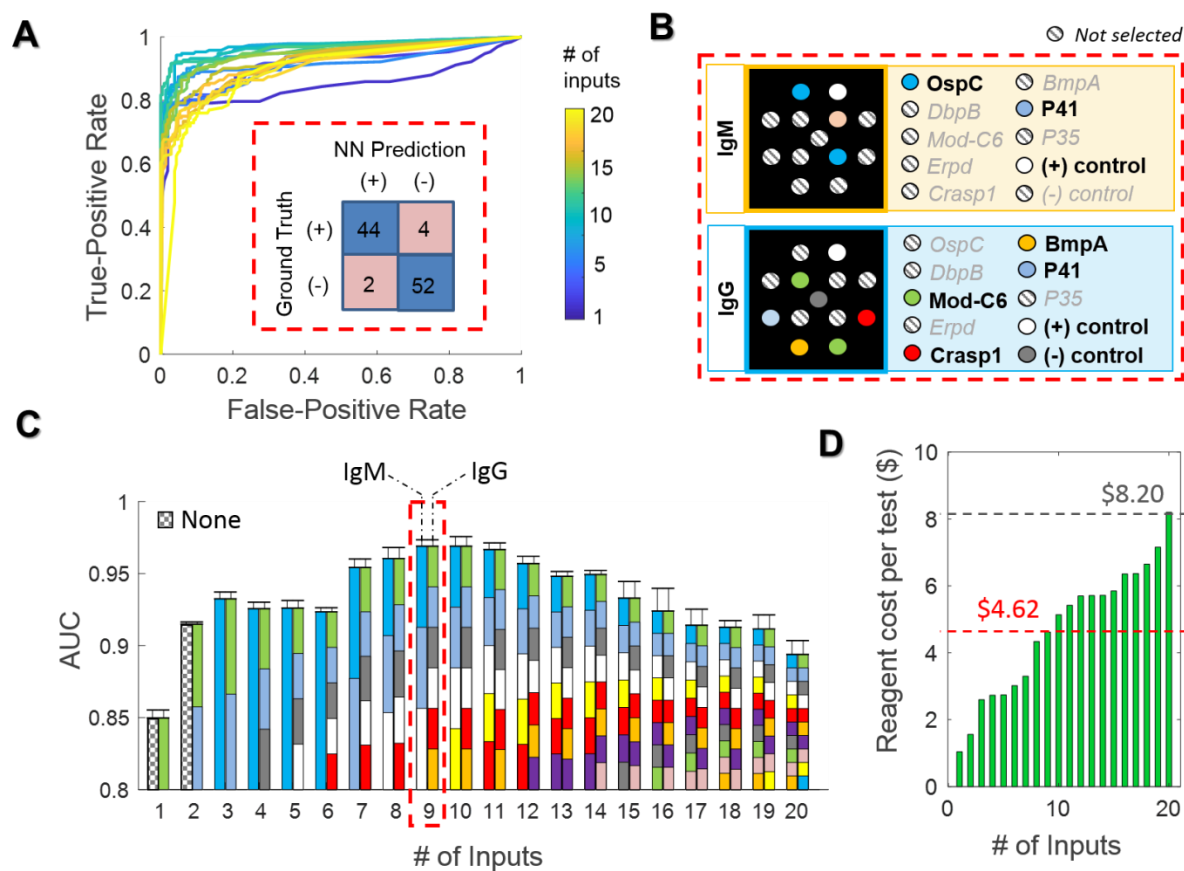 A
1
0.8
0.6
0.4
0.2
0
True-Positive Rate
0
0.2
0.4
0.6
0.8
1
False-Positive Rate
# of
inputs
20
15
10
5
1
NN Prediction
(+) (-)
Ground Truth
(+) 44 4
(-) 2 52
B
Not selected
IgM
OspC
DbpB
Mod-C6
Erpd
Crasp1
BmpA
P41
P35
(+) control
(-) control
IgG
OspC
DbpB
Mod-C6
Erpd
Crasp1
BmpA
P41
P35
(+) control
(-) control
C
IgM
IgG
None
1
0.95
0.9
0.85
0.8
AUC
1 2 3 4 5 6 7 8 9 10 11 12 13 14 15 16 17 18 19 20
# of Inputs
D
Reagent cost per test ($)
10
8
6
4
2
0
$8.20
$4.62
0 10 20
# of Inputs